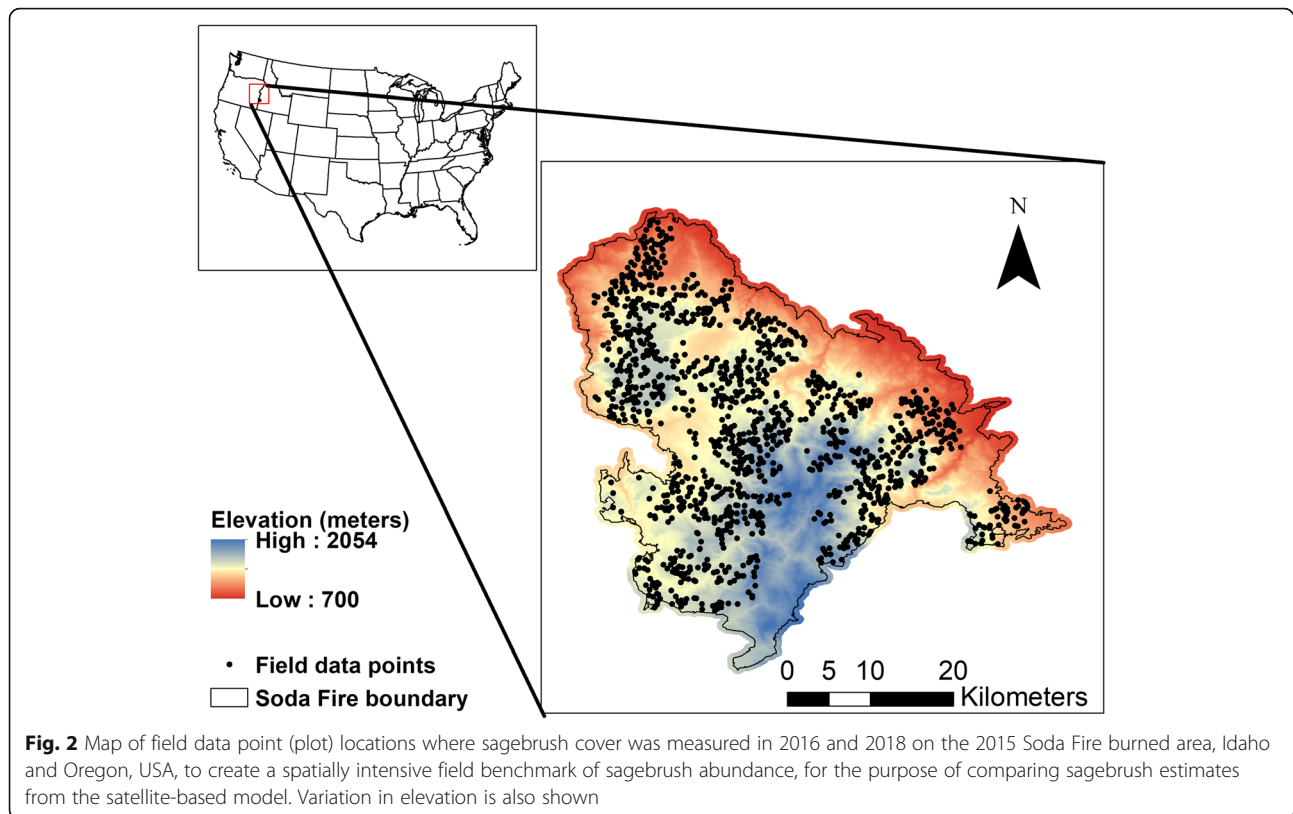 N
Elevation (meters)
High : 2054
Low : 700
Field data points
Soda Fire boundary
0 5 10 20
Kilometers
Fig. 2 Map of field data point (plot) locations where sagebrush cover was measured in 2016 and 2018 on the 2015 Soda Fire burned area, Idaho
and Oregon, USA, to create a spatially intensive field benchmark of sagebrush abundance, for the purpose of comparing sagebrush estimates
from the satellite-based model. Variation in elevation is also shown